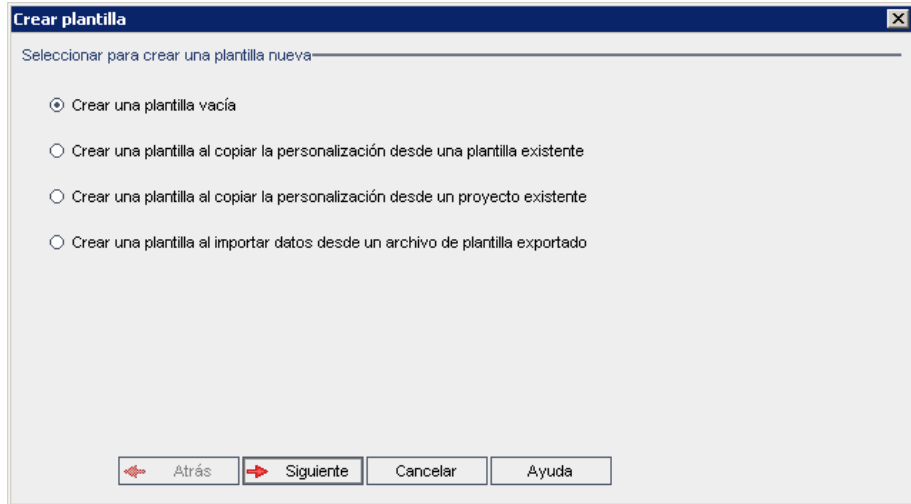 Crear plantilla
Seleccionar para crear una plantilla nueva
Crear una plantilla vacía
Crear una plantilla al copiar la personalización desde una plantilla existente
Crear una plantilla al copiar la personalización desde un proyecto existente
Crear una plantilla al importar datos desde un archivo de plantilla exportado
Atrás Siguiente Cancelar Ayuda